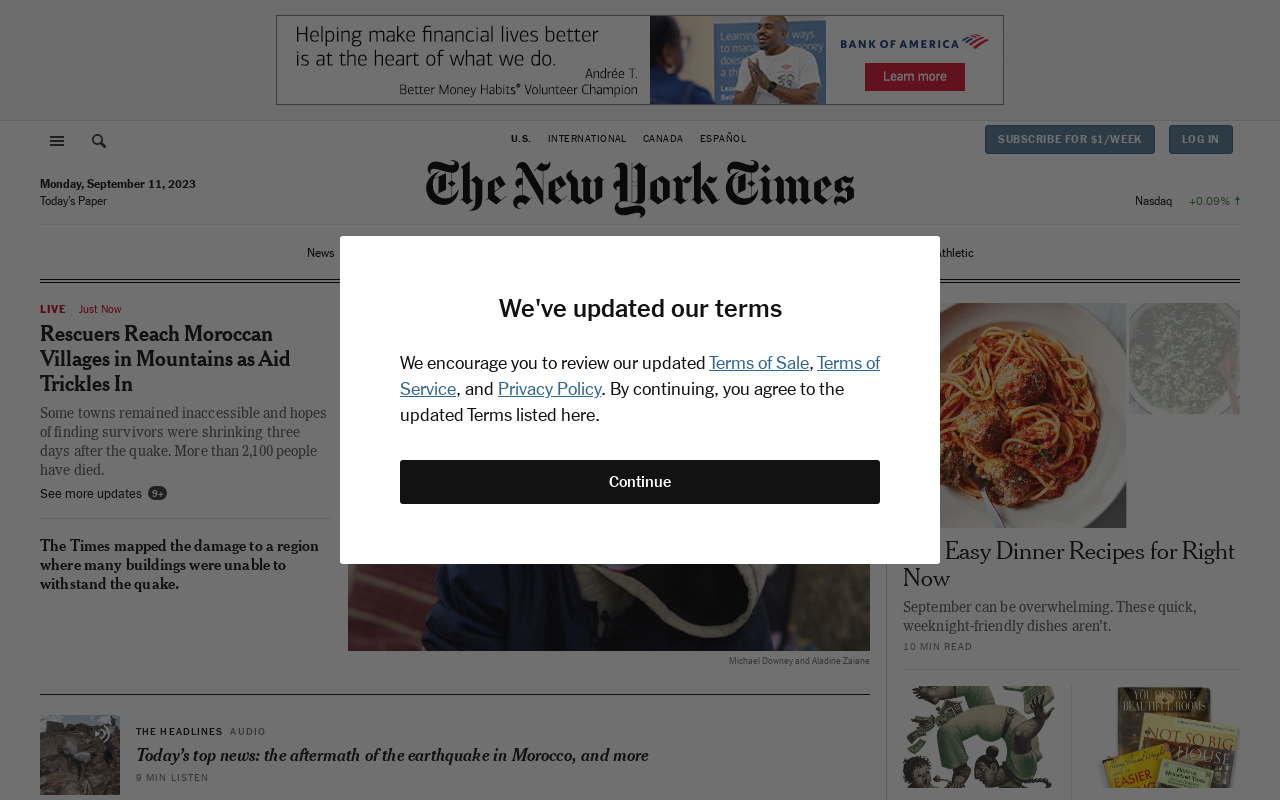 Helping make financial lives better
is at the heart of what we do.
Andrée T.
Better Money Habits® Volunteer Champion
BANK OF AMERICA
Learn more
U.S.
INTERNATIONAL
CANADA
ESPAÑOL
SUBSCRIBE FOR $1/WEEK
LOG IN
Monday, September 11, 2023
Today's Paper
The New York Times
Nasdaq +0.09% ↑
News
We've updated our terms
We encourage you to review our updated Terms of Sale, Terms of
Service, and Privacy Policy. By continuing, you agree to the
updated Terms listed here.
Continue
LIVE Just Now
Rescuers Reach Moroccan
Villages in Mountains as Aid
Trickles In
Some towns remained inaccessible and hopes
of finding survivors were shrinking three
days after the quake. More than 2,100 people
have died.
See more updates 9+
The Times mapped the damage to a region
where many buildings were unable to
withstand the quake.
Michael Downey and Aladine Zaiane
THE HEADLINES AUDIO
Today's top news: the aftermath of the earthquake in Morocco, and more
9 MIN LISTEN
Easy Dinner Recipes for Right
Now
September can be overwhelming. These quick,
weeknight-friendly dishes aren't.
10 MIN READ
YOU DESERVE
BEAUTIFUL ROOMS
NOT SO BIG
HOUSE
EASIER